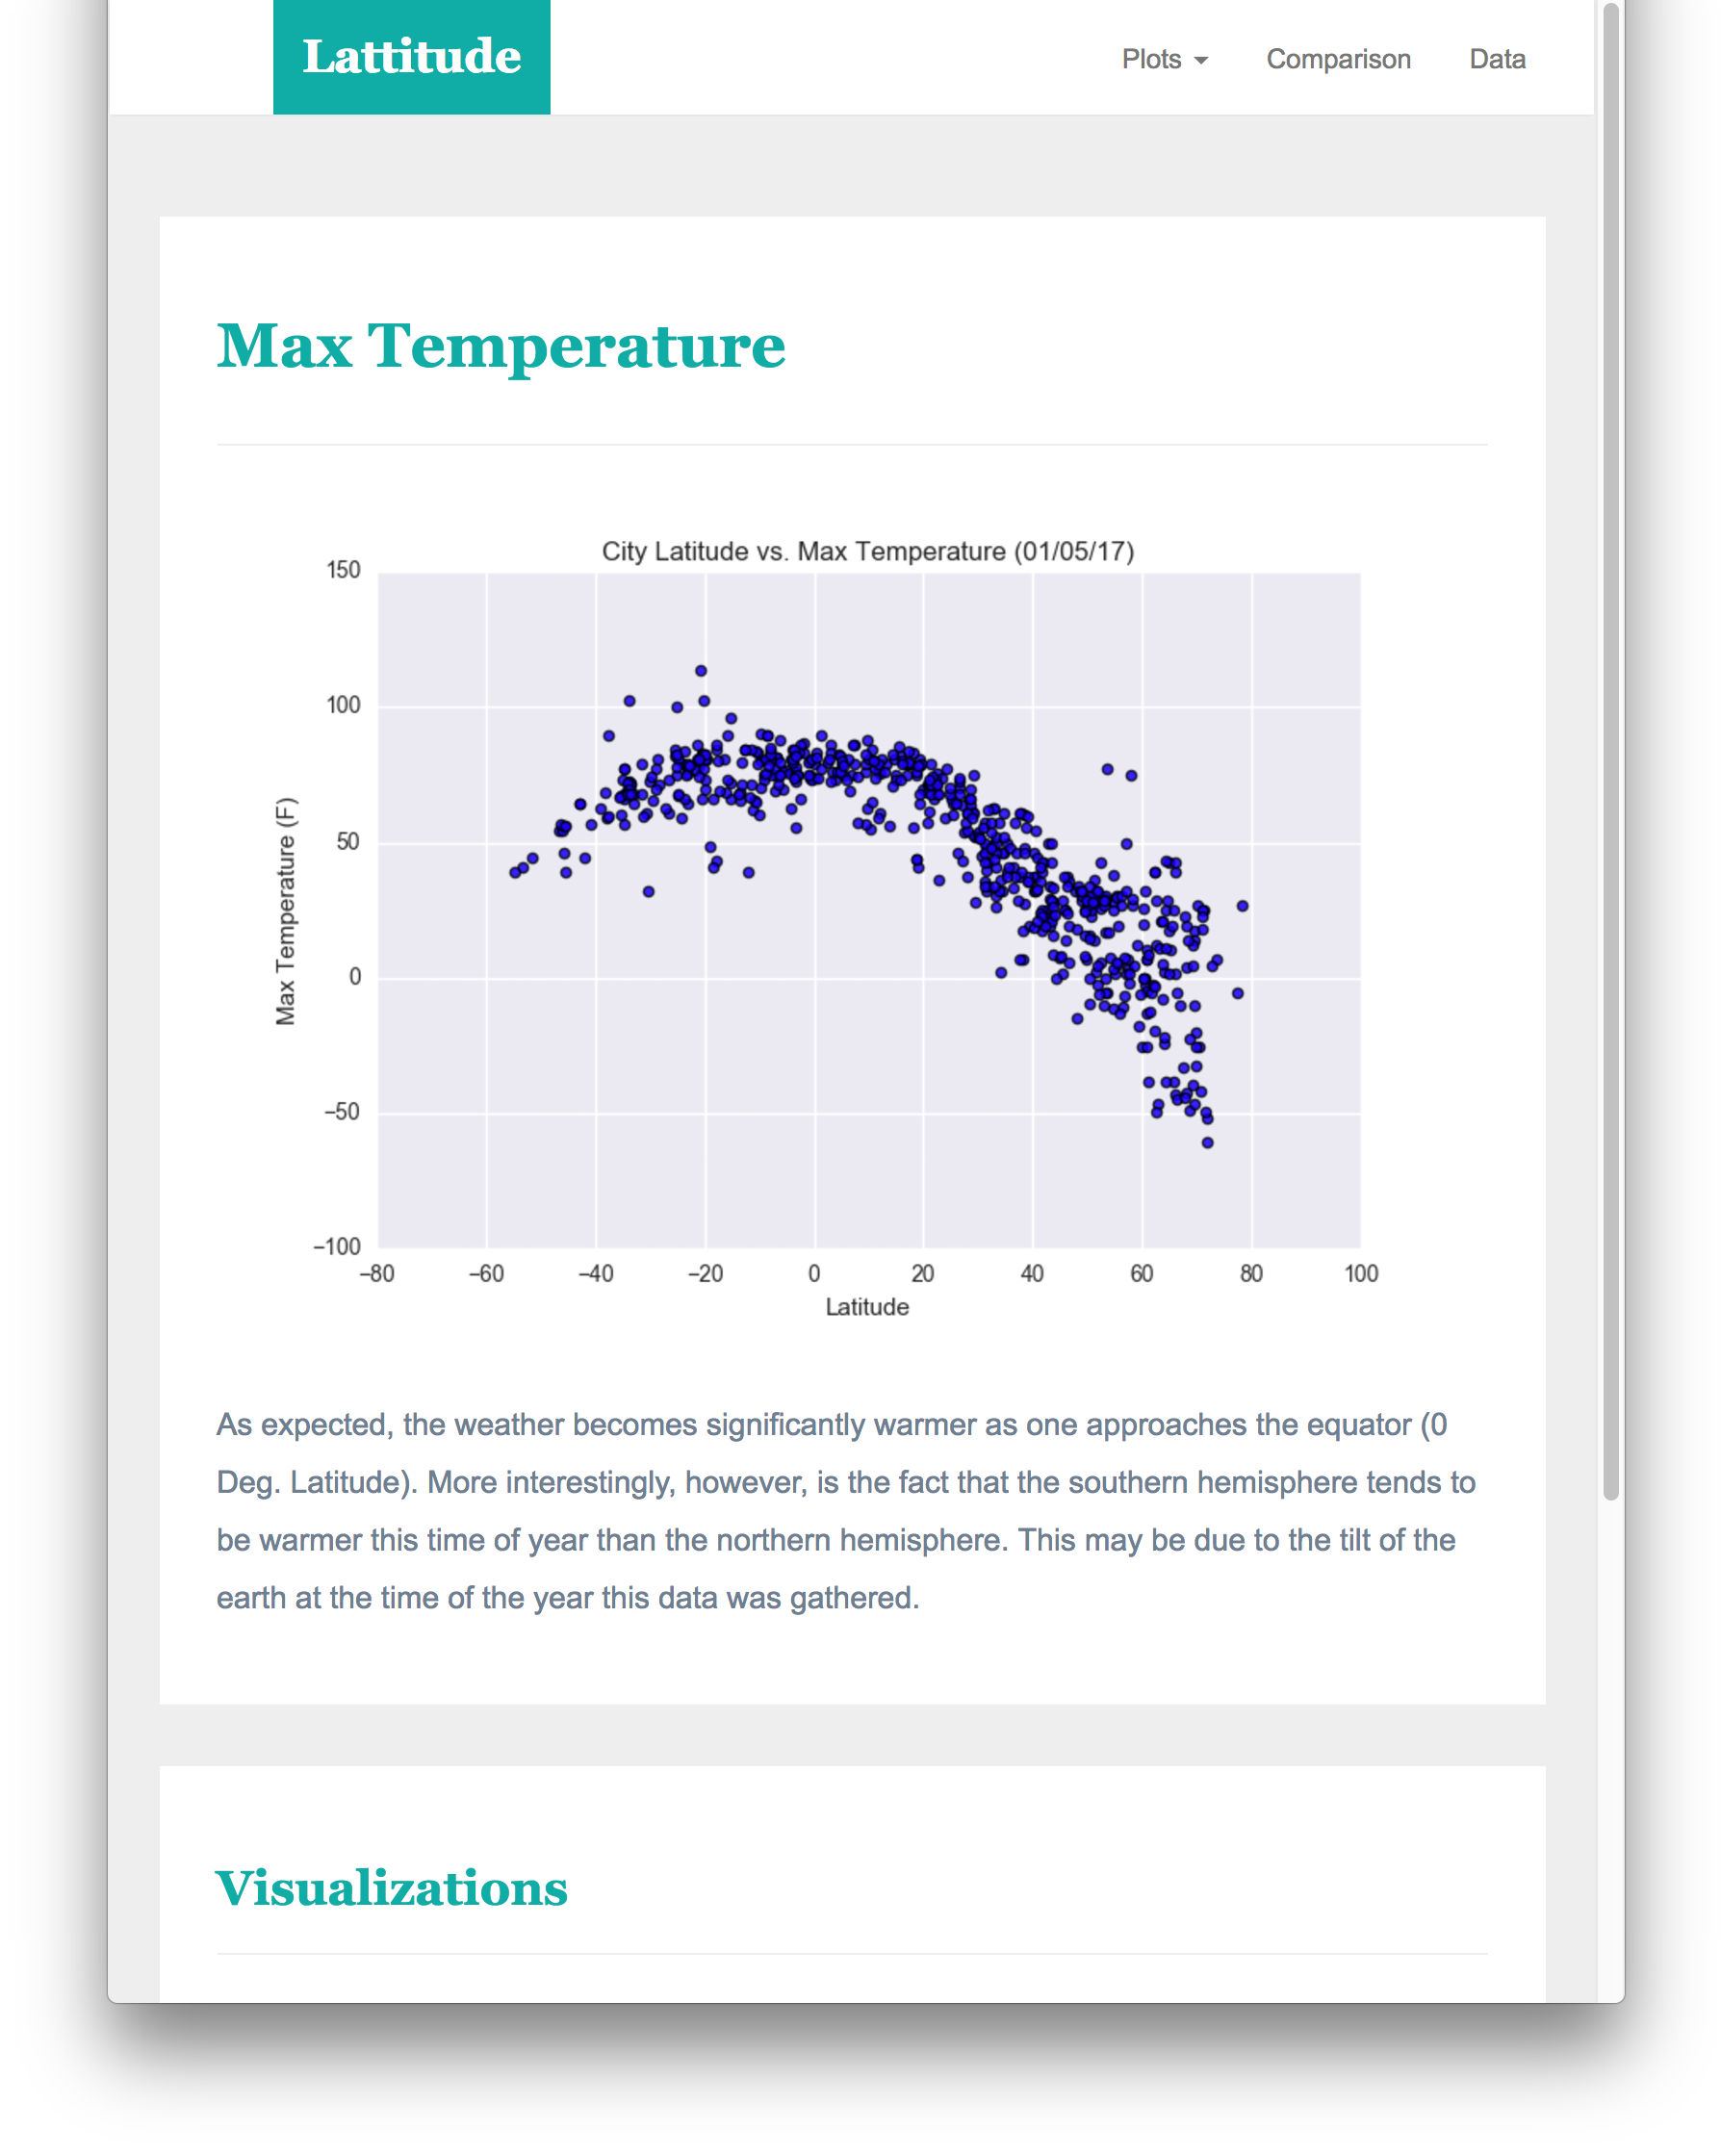 Lattitude
Plots Comparison Data
Max Temperature
City Latitude vs. Max Temperature (01/05/17)
150
100
50
0
−50
−100
Max Temperature (F)
−80 −60 −40 −20 0 20 40 60 80 100
Latitude
As expected, the weather becomes significantly warmer as one approaches the equator (0
Deg. Latitude). More interestingly, however, is the fact that the southern hemisphere tends to
be warmer this time of year than the northern hemisphere. This may be due to the tilt of the
earth at the time of the year this data was gathered.
Visualizations